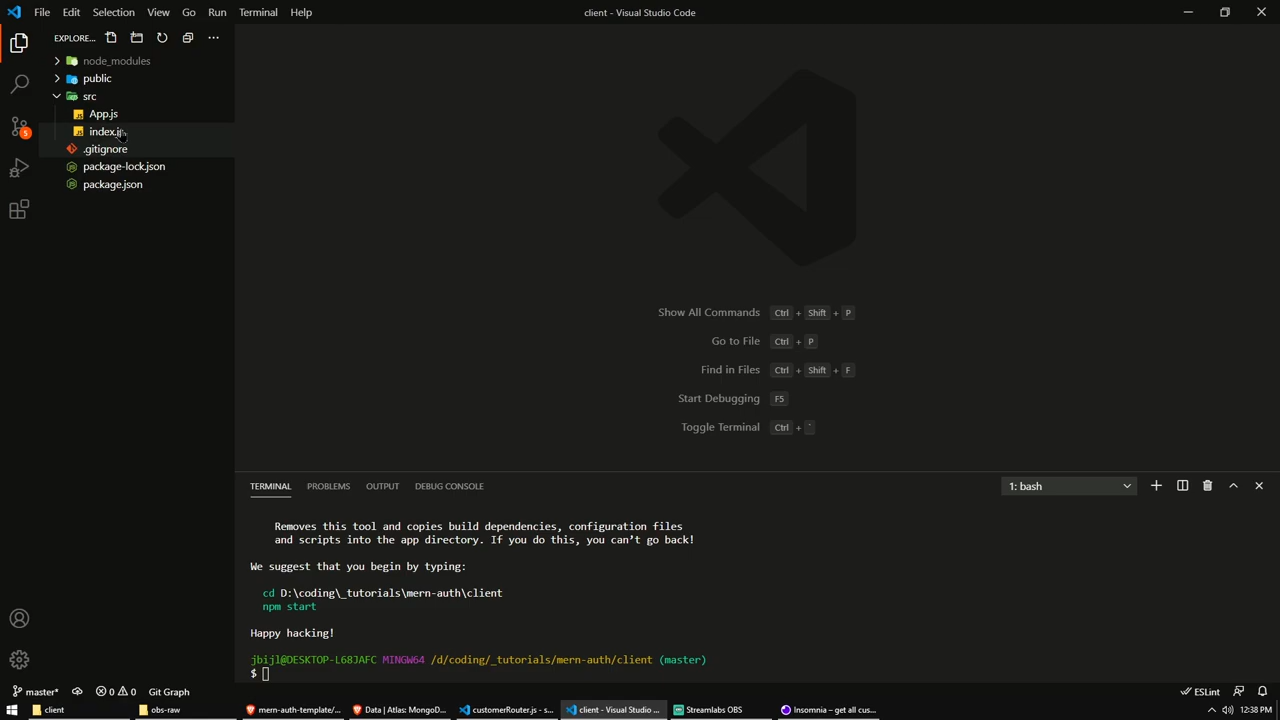 File Edit Selection View Go Run Terminal Help
client - Visual Studio Code
EXPLORE...
node_modules
public
src
App.js
index.js
.gitignore
package-lock.json
package.json
5
Show All Commands Ctrl + Shift + P
Go to File Ctrl + P
Find in Files Ctrl + Shift + F
Start Debugging F5
Toggle Terminal Ctrl + `
TERMINAL PROBLEMS OUTPUT DEBUG CONSOLE
1: bash
Removes this tool and copies build dependencies, configuration files
and scripts into the app directory. If you do this, you can’t go back!
We suggest that you begin by typing:
cd D:\coding\_tutorials\mern-auth\client
npm start
Happy hacking!
jbijl@DESKTOP-L68JAFC MINGW64 /d/coding/_tutorials/mern-auth/client (master)
$
master* 0 0 Git Graph
ESLint
client
obs-raw
mern-auth-template/...
Data | Atlas: MongoD...
customerRouter.js - s...
client - Visual Studio ...
Streamlabs OBS
Insomnia – get all cus...
12:38 PM